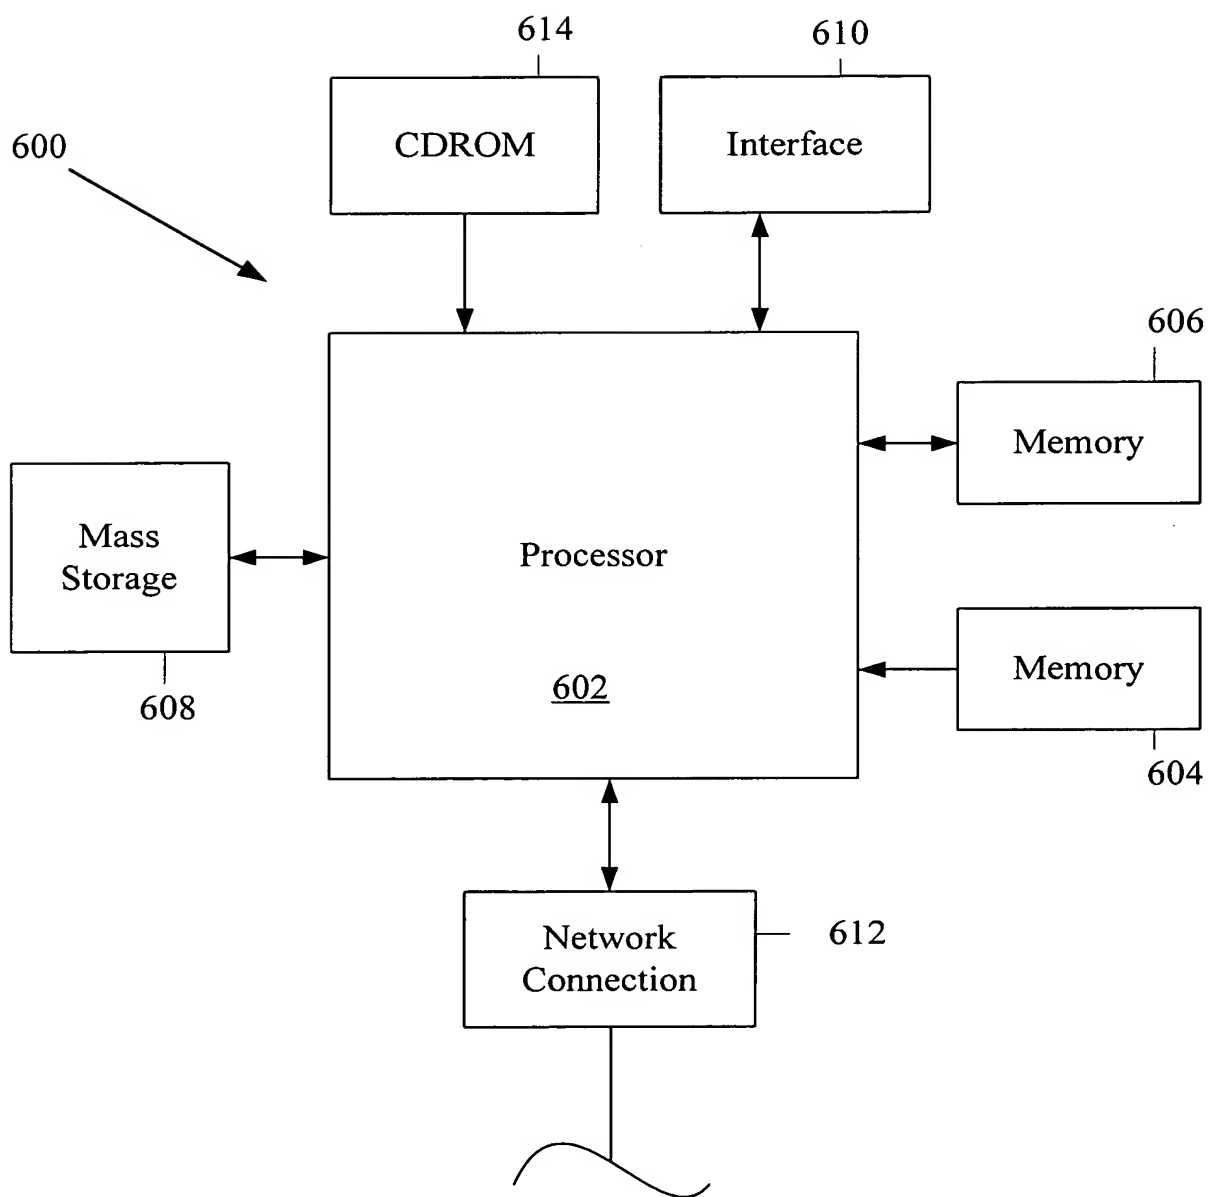 614
610
CDROM
Interface
600
606
Memory
Mass
Storage
Processor
608
602
Memory
604
Network
Connection
612